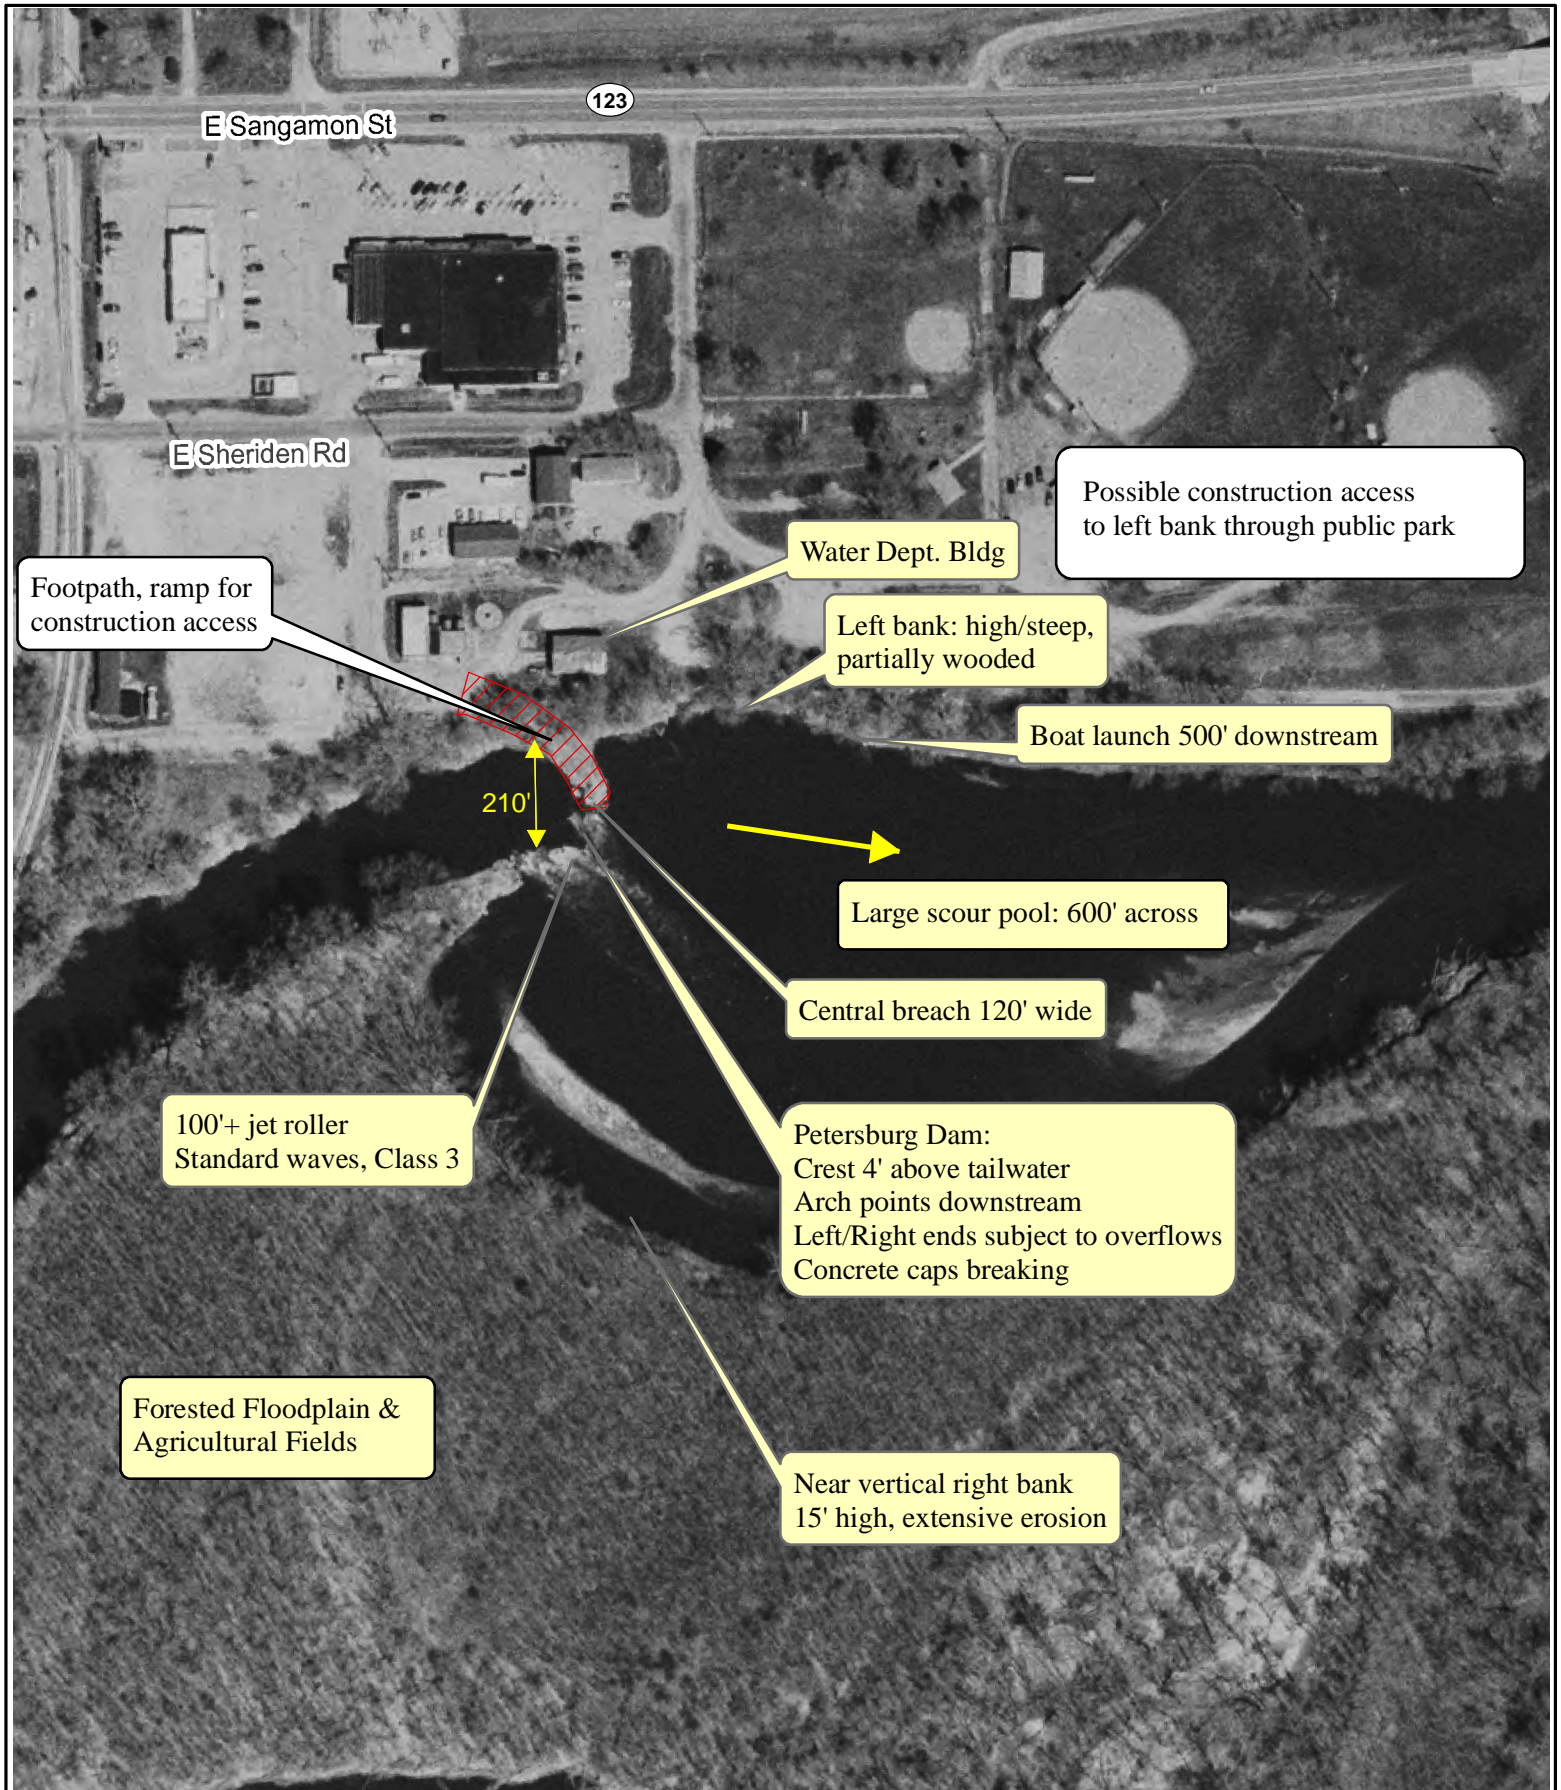 123
E Sangamon St
E Sheriden Rd
Possible construction access
to left bank through public park
Water Dept. Bldg
Footpath, ramp for
construction access
Left bank: high/steep,
partially wooded
Boat launch 500' downstream
210'
Large scour pool: 600' across
Central breach 120' wide
100'+ jet roller
Standard waves, Class 3
Petersburg Dam:
Crest 4' above tailwater
Arch points downstream
Left/Right ends subject to overflows
Concrete caps breaking
Forested Floodplain &
Agricultural Fields
Near vertical right bank
15' high, extensive erosion